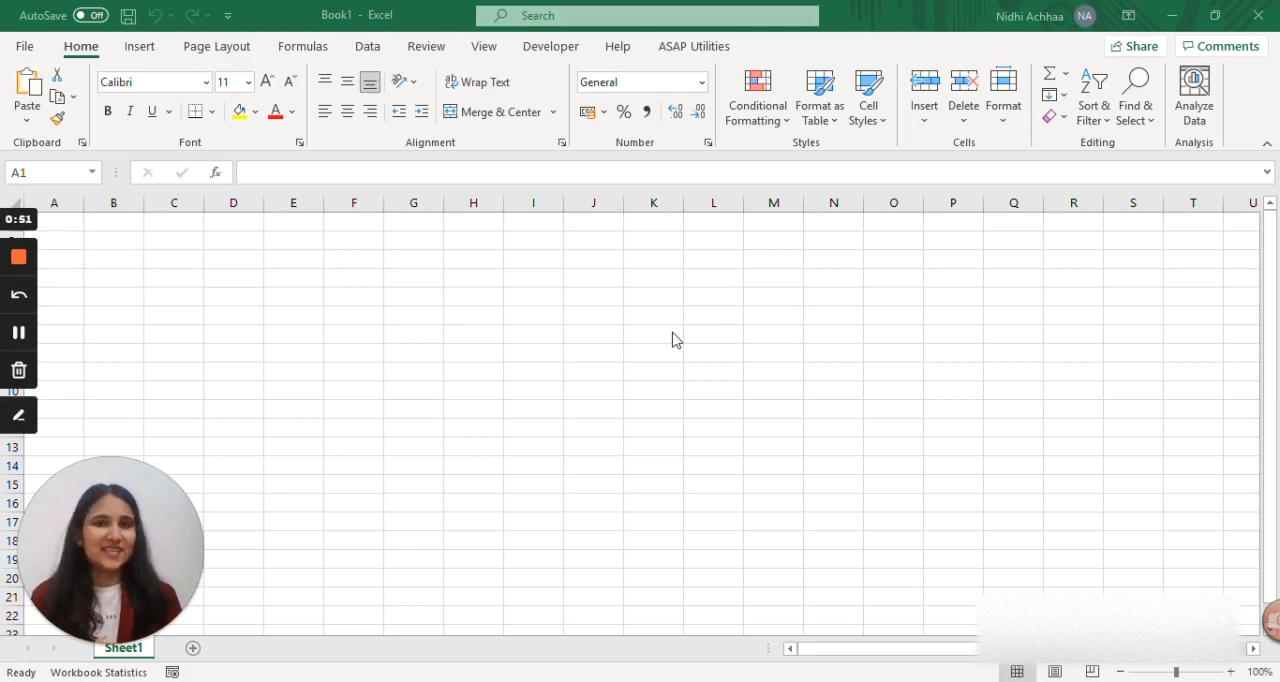 AutoSave Off Book1 - Excel Search Nidhi Achhaa NA
File Home Insert Page Layout Formulas Data Review View Developer Help ASAP Utilities Share Comments
Paste Calibri 11 A A Wrap Text General Conditional Formatting Format as Table Cell Styles Insert Delete Format Sort & Filter Find & Select Analyze Data
B I U A Merge & Center % ,
Clipboard Font Alignment Number Styles Cells Editing Analysis
A1 fx
A B C D E F G H I J K L M N O P Q R S T U
0:51
10
13
14
15
16
17
18
19
20
21
22
23
Sheet1
Ready Workbook Statistics 100%